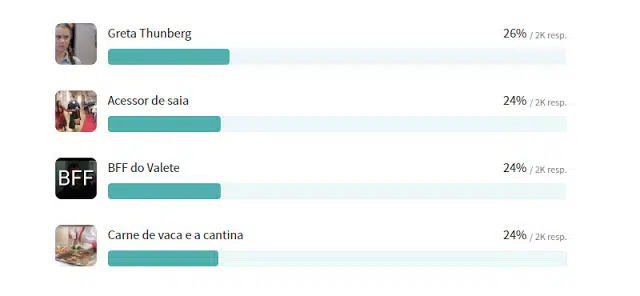 Greta Thunberg 26% / 2K resp.
Acessor de saia 24% / 2K resp.
BFF BFF do Valete 24% / 2K resp.
Carne de vaca e a cantina 24% / 2K resp.